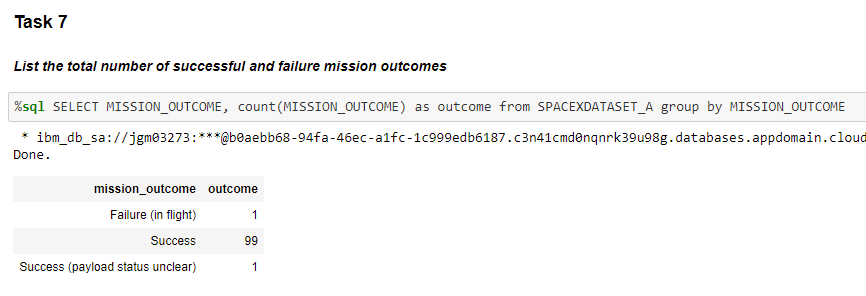 Task 7
List the total number of successful and failure mission outcomes
%sql SELECT MISSION_OUTCOME, count(MISSION_OUTCOME) as outcome from SPACEXDATASET_A group by MISSION_OUTCOME
* ibm_db_sa://jgm03273:***@b0aebb68-94fa-46ec-a1fc-1c999edb6187.c3n41cmd0nqnrk39u98g.databases.appdomain.cloud
Done.
mission_outcome outcome
Failure (in flight) 1
Success 99
Success (payload status unclear) 1